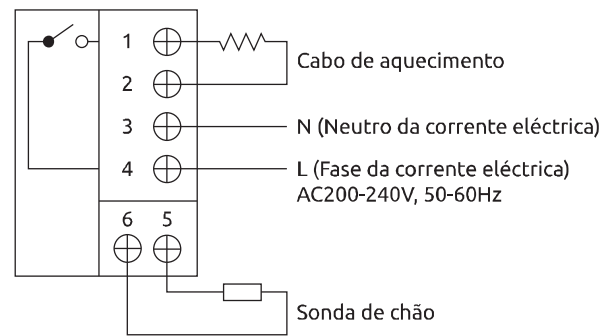 1
Cabo de aquecimento
2
3
N (Neutro da corrente eléctrica)
4
L (Fase da corrente eléctrica)
AC200-240V, 50-60Hz
6 5
Sonda de chão